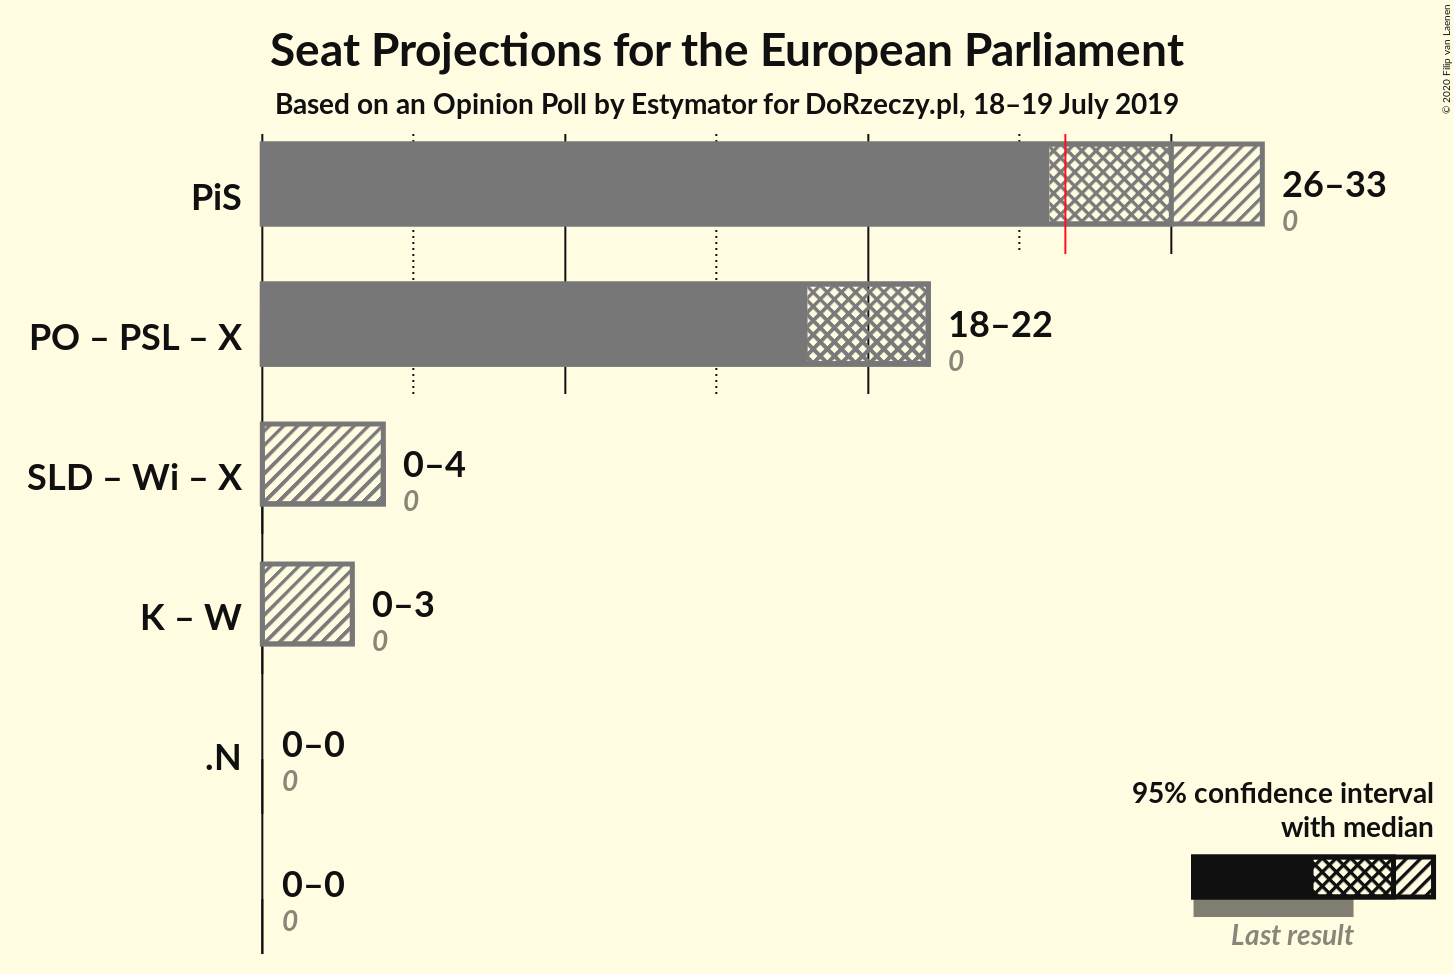 Seat Projections for the European Parliament
Based on an Opinion Poll by Estymator for DoRzeczy.pl, 18–19 July 2019
© 2020 Filip van Laenen
PiS
26–33
0
PO – PSL – X
18–22
0
SLD – Wi – X
0–4
0
K – W
0–3
0
.N
0–0
0
0–0
0
95% confidence interval
with median
Last result